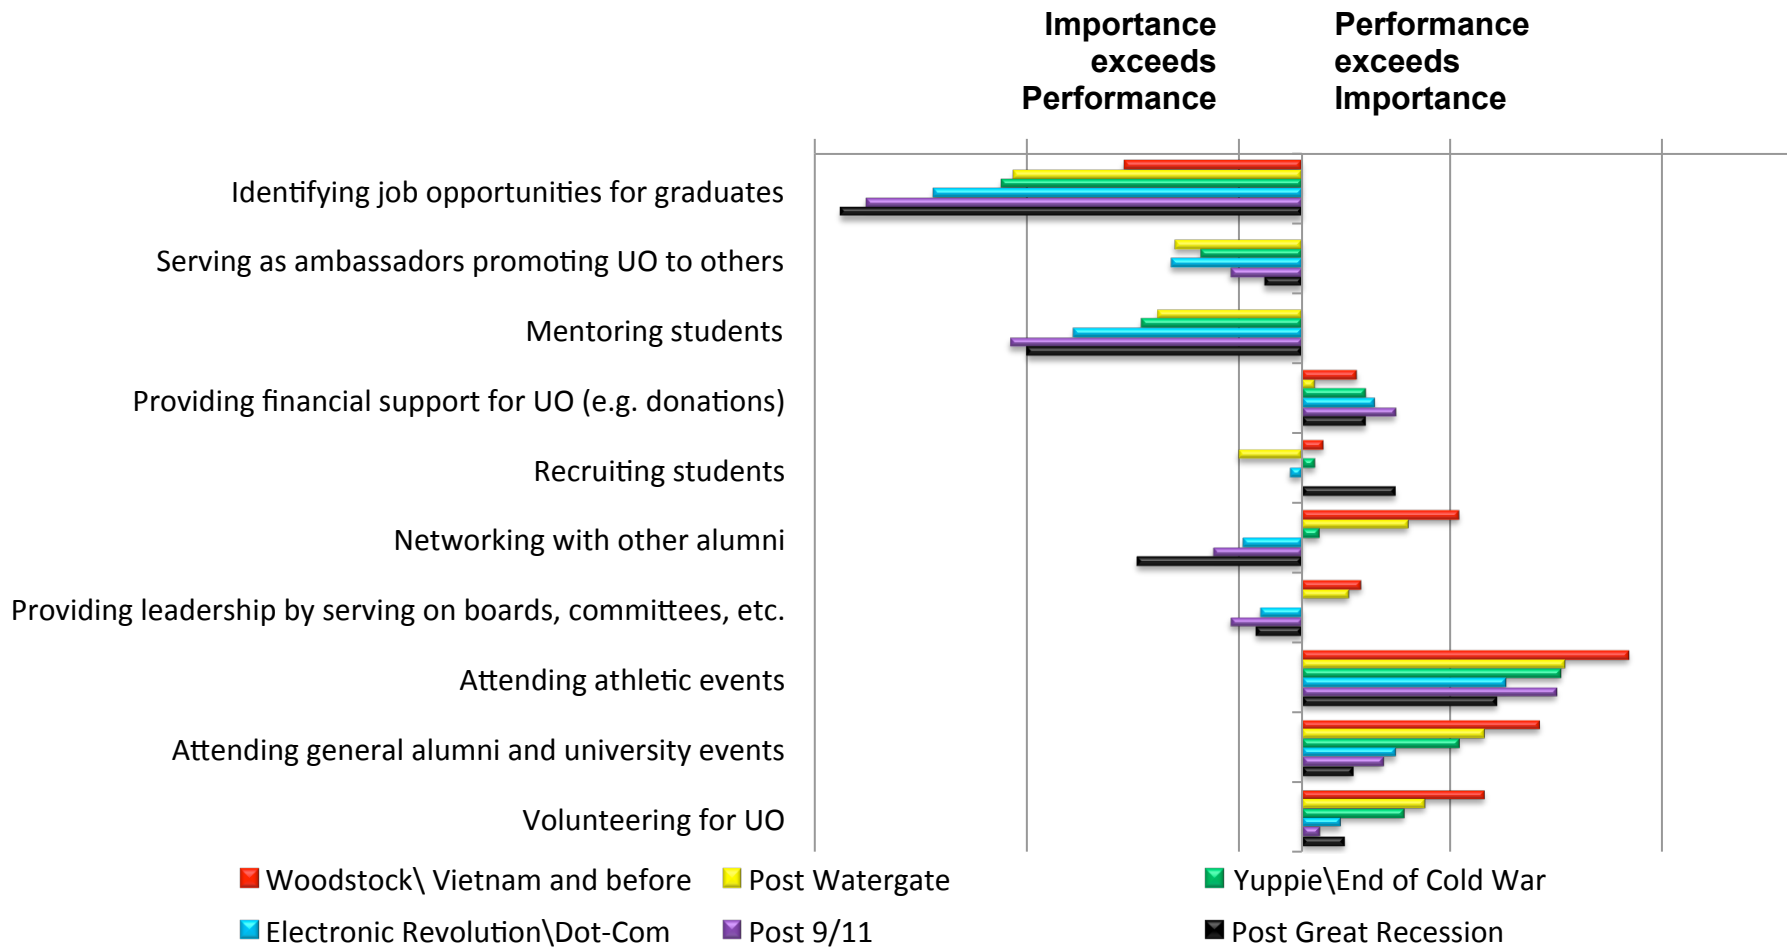 Importance
exceeds
Performance
Performance
exceeds
Importance
Identifying job opportunities for graduates
Serving as ambassadors promoting UO to others
Mentoring students
Providing financial support for UO (e.g. donations)
Recruiting students
Networking with other alumni
Providing leadership by serving on boards, committees, etc.
Attending athletic events
Attending general alumni and university events
Volunteering for UO
Woodstock\ Vietnam and before
Post Watergate
Yuppie\End of Cold War
Electronic Revolution\Dot-Com
Post 9/11
Post Great Recession